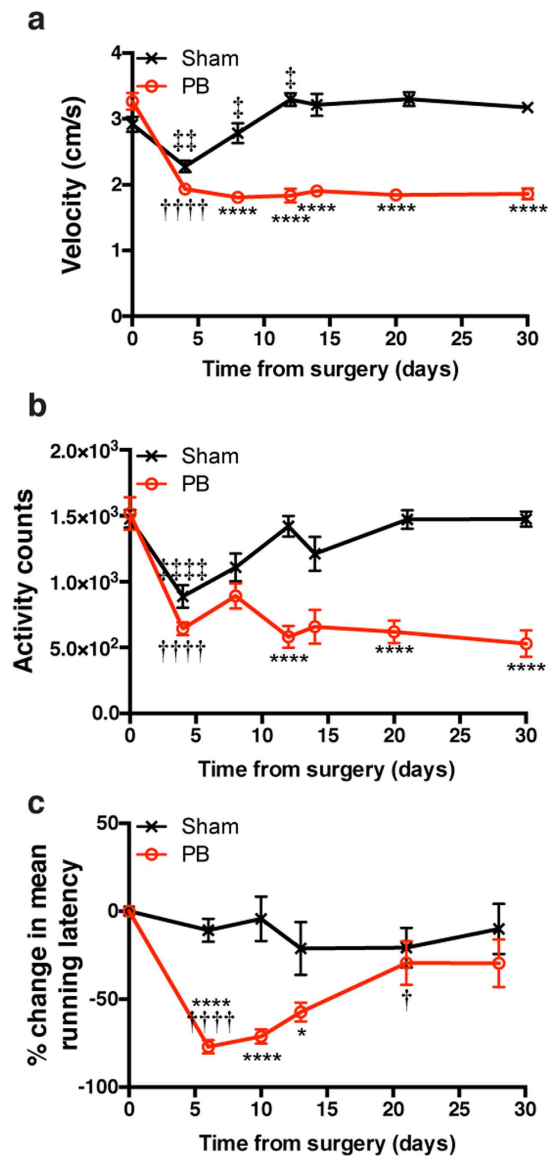 a
Sham
PB
Velocity (cm/s)
4
3
2
1
0
‡‡
‡
‡
††††
****
****
****
****
****
0 5 10 15 20 25 30
Time from surgery (days)
b
Sham
PB
Activity counts
2.0×10³
1.5×10³
1.0×10³
5.0×10²
0.0
‡‡‡‡
††††
****
****
****
0 5 10 15 20 25 30
Time from surgery (days)
c
Sham
PB
% change in mean
running latency
50
0
-50
-100
****
††††
****
*
†
0 5 10 15 20 25 30
Time from surgery (days)